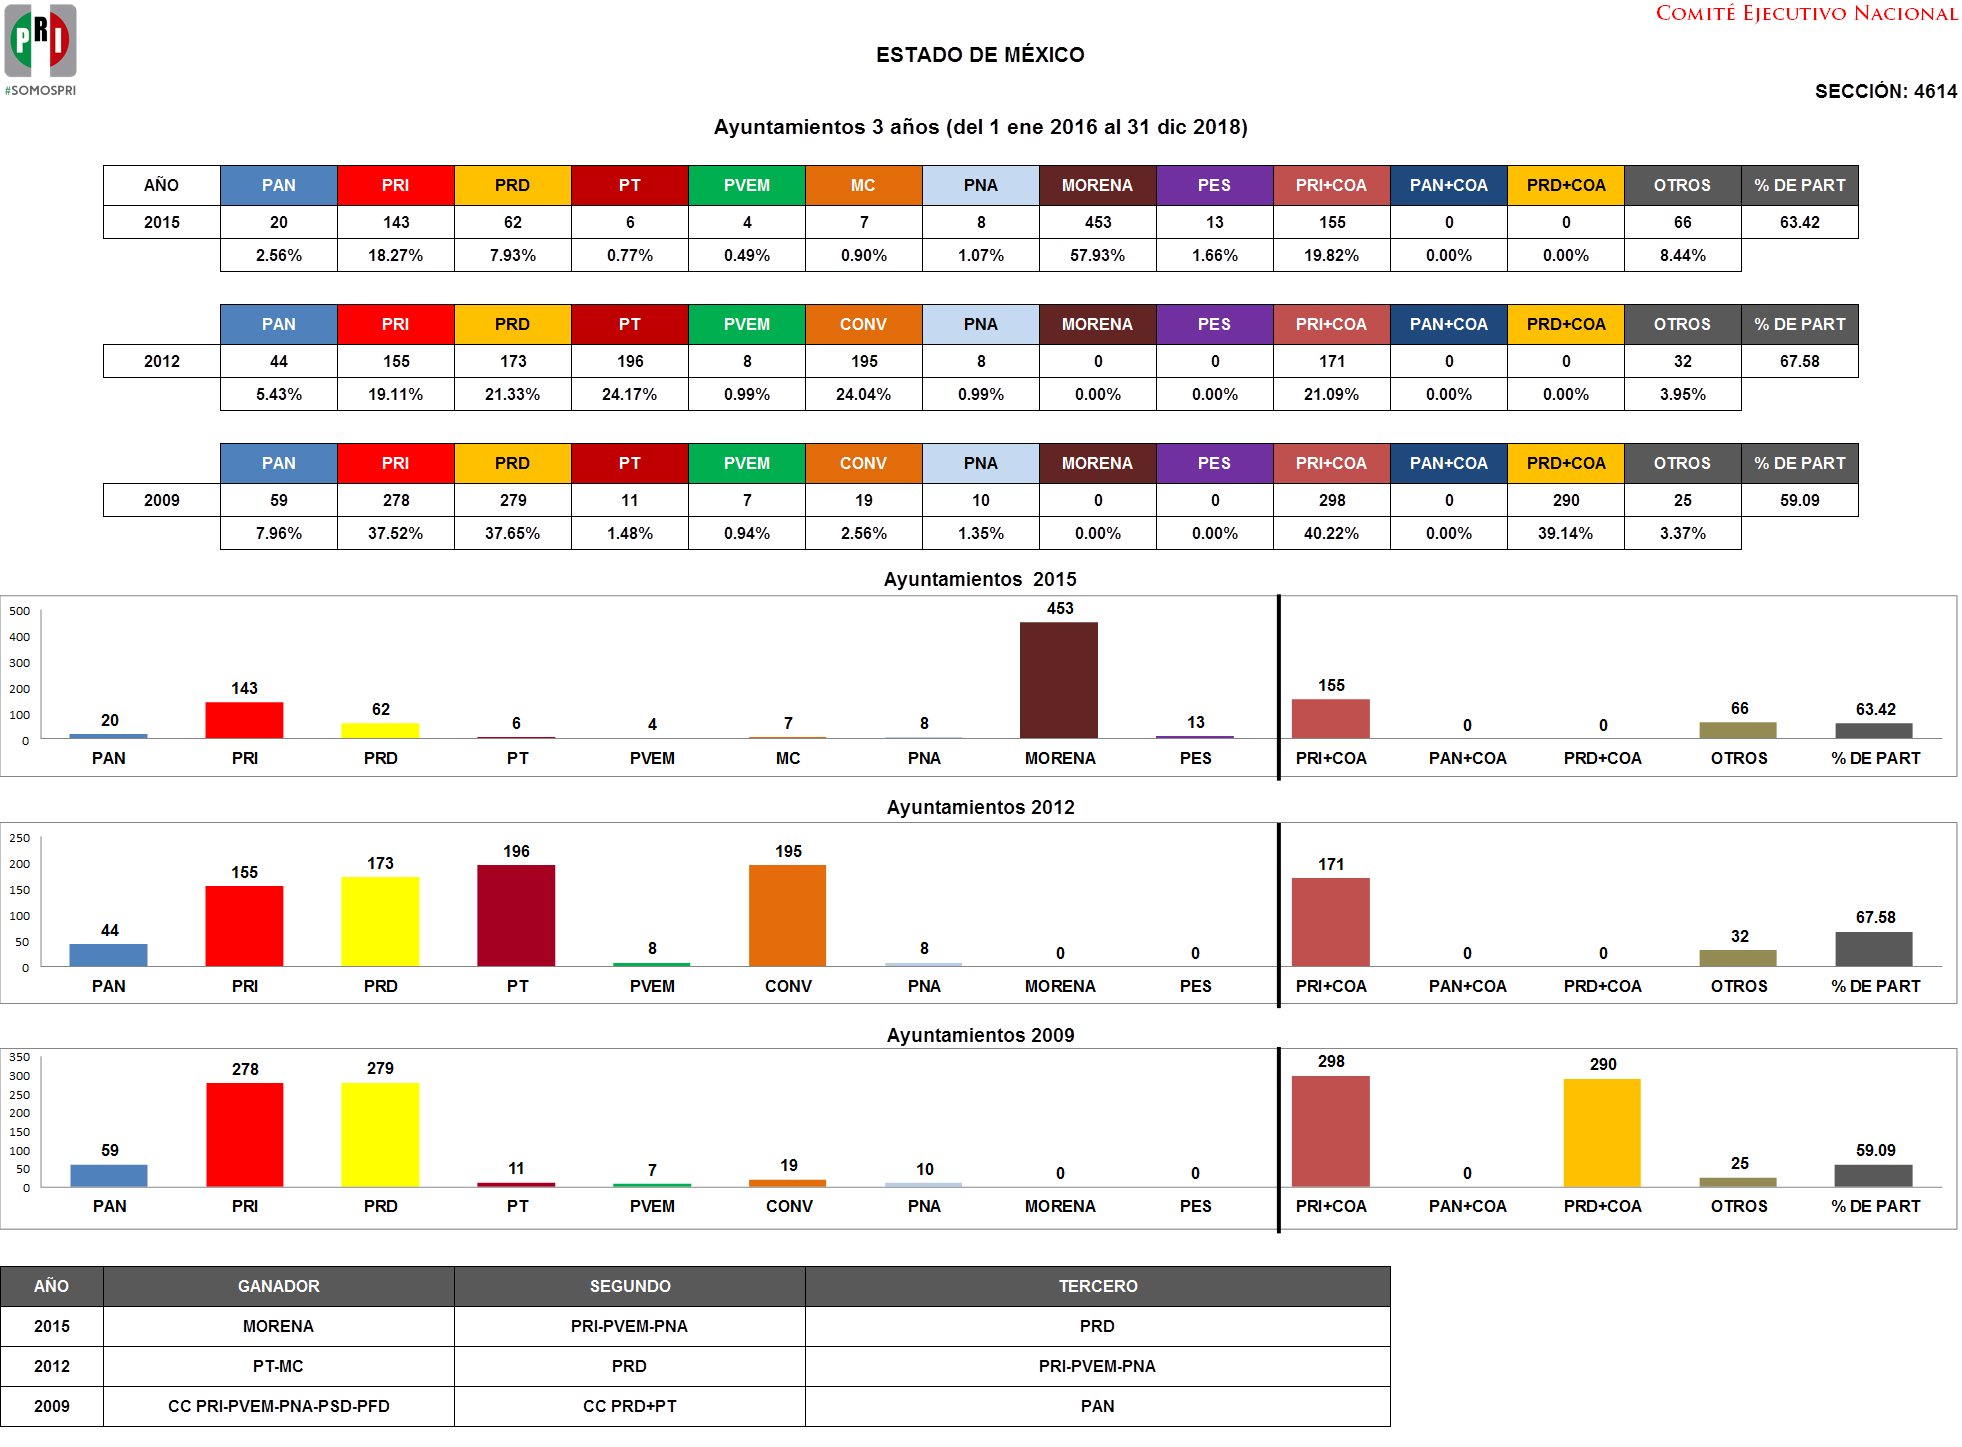 PRI
#SOMOSPRI
COMITÉ EJECUTIVO NACIONAL
ESTADO DE MÉXICO
SECCIÓN: 4614
Ayuntamientos 3 años (del 1 ene 2016 al 31 dic 2018)
AÑO PAN PRI PRD PT PVEM MC PNA MORENA PES PRI+COA PAN+COA PRD+COA OTROS % DE PART
2015 20 143 62 6 4 7 8 453 13 155 0 0 66 63.42
2.56% 18.27% 7.93% 0.77% 0.49% 0.90% 1.07% 57.93% 1.66% 19.82% 0.00% 0.00% 8.44%
PAN PRI PRD PT PVEM CONV PNA MORENA PES PRI+COA PAN+COA PRD+COA OTROS % DE PART
2012 44 155 173 196 8 195 8 0 0 171 0 0 32 67.58
5.43% 19.11% 21.33% 24.17% 0.99% 24.04% 0.99% 0.00% 0.00% 21.09% 0.00% 0.00% 3.95%
PAN PRI PRD PT PVEM CONV PNA MORENA PES PRI+COA PAN+COA PRD+COA OTROS % DE PART
2009 59 278 279 11 7 19 10 0 0 298 0 290 25 59.09
7.96% 37.52% 37.65% 1.48% 0.94% 2.56% 1.35% 0.00% 0.00% 40.22% 0.00% 39.14% 3.37%
Ayuntamientos 2015
500
400
300
200
100
0
20 143 62 6 4 7 8 453 13 155 0 0 66 63.42
PAN PRI PRD PT PVEM MC PNA MORENA PES PRI+COA PAN+COA PRD+COA OTROS % DE PART
Ayuntamientos 2012
250
200
150
100
50
0
44 155 173 196 8 195 8 0 0 171 0 0 32 67.58
PAN PRI PRD PT PVEM CONV PNA MORENA PES PRI+COA PAN+COA PRD+COA OTROS % DE PART
Ayuntamientos 2009
350
300
250
200
150
100
50
0
59 278 279 11 7 19 10 0 0 298 0 290 25 59.09
PAN PRI PRD PT PVEM CONV PNA MORENA PES PRI+COA PAN+COA PRD+COA OTROS % DE PART
AÑO GANADOR SEGUNDO TERCERO
2015 MORENA PRI-PVEM-PNA PRD
2012 PT-MC PRD PRI-PVEM-PNA
2009 CC PRI-PVEM-PNA-PSD-PFD CC PRD+PT PAN